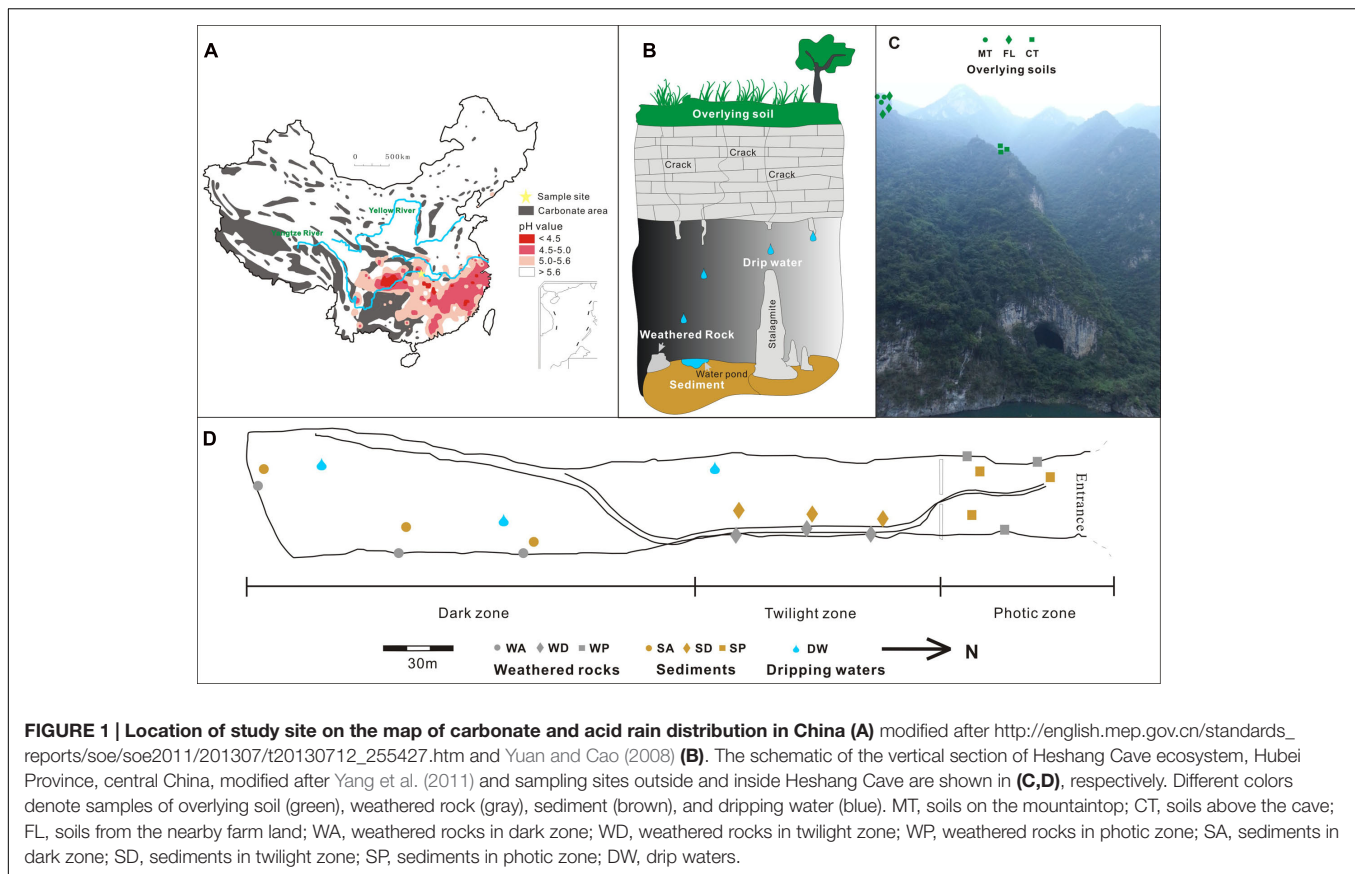 A
0 500km
Yellow River
Yangtze River
Sample site
Carbonate area
pH value
< 4.5
4.5-5.0
5.0-5.6
> 5.6
B
Overlying soil
Crack
Crack
Crack
Drip water
Weathered Rock
Stalagmite
Water pond
Sediment
C
MT FL CT
Overlying soils
D
Entrance
Dark zone Twilight zone Photic zone
WA WD WP SA SD SP DW
30m Weathered rocks Sediments Dripping waters N
FIGURE 1 | Location of study site on the map of carbonate and acid rain distribution in China (A) modified after http://english.mep.gov.cn/standards_
reports/soe/soe2011/201307/t20130712_255427.htm and Yuan and Cao (2008) (B). The schematic of the vertical section of Heshang Cave ecosystem, Hubei
Province, central China, modified after Yang et al. (2011) and sampling sites outside and inside Heshang Cave are shown in (C,D), respectively. Different colors
denote samples of overlying soil (green), weathered rock (gray), sediment (brown), and dripping water (blue). MT, soils on the mountaintop; CT, soils above the cave;
FL, soils from the nearby farm land; WA, weathered rocks in dark zone; WD, weathered rocks in twilight zone; WP, weathered rocks in photic zone; SA, sediments in
dark zone; SD, sediments in twilight zone; SP, sediments in photic zone; DW, drip waters.